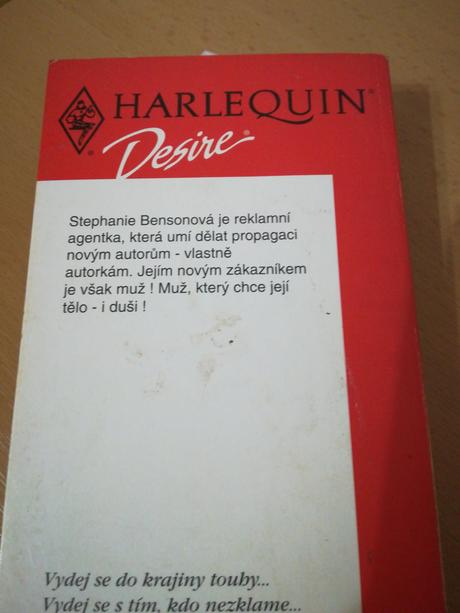 HARLEQUIN®
Desire®
Stephanie Bensonová je reklamní
agentka, která umí dělat propagaci
novým autorům - vlastně
autorkám. Jejím novým zákazníkem
je však muž ! Muž, který chce její
tělo - i duši !
Vydej se do krajiny touhy...
Vydej se s tím, kdo nezklame...